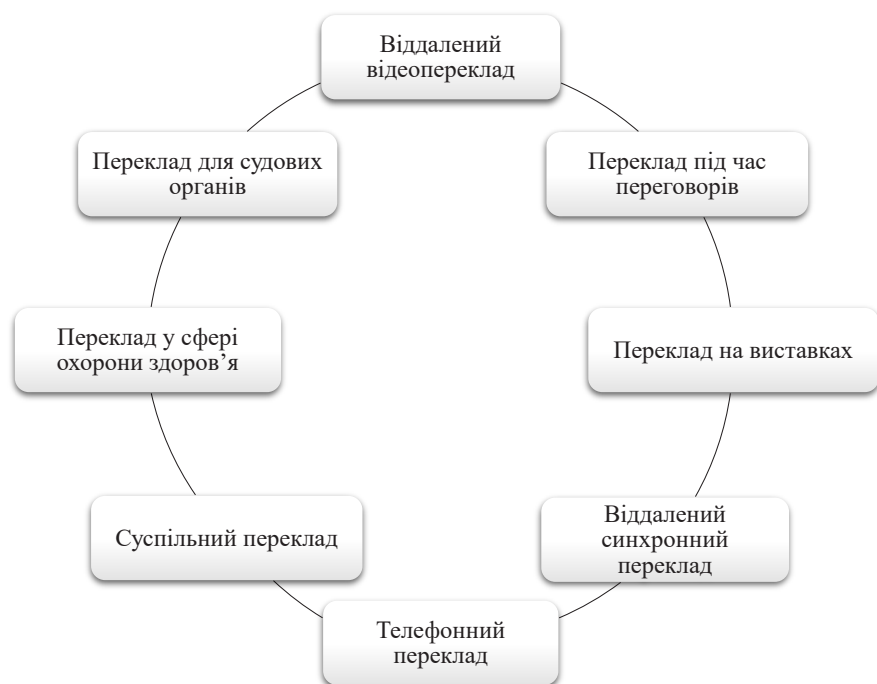 Віддалений
відеопереклад
Переклад під час
переговорів
Переклад на виставках
Віддалений
синхронний
переклад
Телефонний
переклад
Суспільний переклад
Переклад у сфері
охорони здоров’я
Переклад для судових
органів